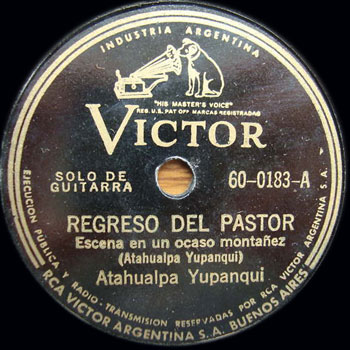 INDUSTRIA ARGENTINA
"HIS MASTER'S VOICE"
REG. U.S. PAT. OFF. MARCAS REGISTRADAS
VICTOR
SOLO DE
GUITARRA
60-0183-A
REGRESO DEL PASTOR
Escena en un ocaso montañez
(Atahualpa Yupanqui)
Atahualpa Yupanqui
EJECUCION PUBLICA Y RADIO-TRANSMISION RESERVADAS POR RCA VICTOR ARGENTINA S.A.
RCA VICTOR ARGENTINA S. A. BUENOS AIRES